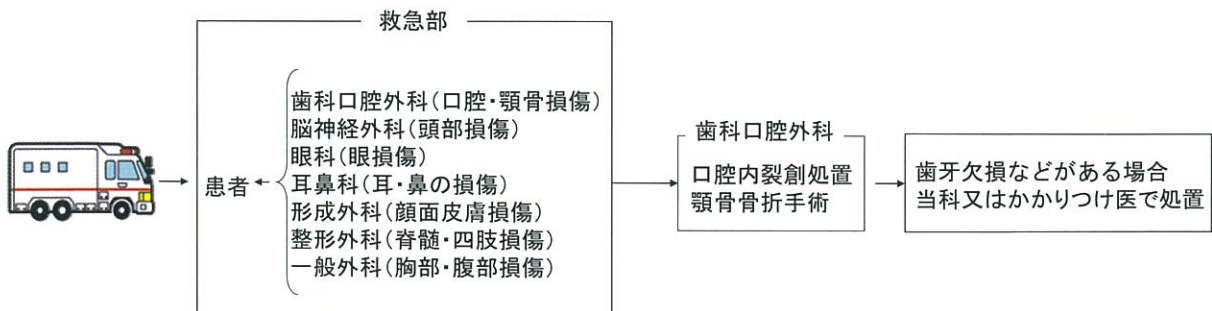 救急部
患者
歯科口腔外科(口腔・顎骨損傷)
脳神経外科(頭部損傷)
眼科(眼損傷)
耳鼻科(耳・鼻の損傷)
形成外科(顔面皮膚損傷)
整形外科(脊髄・四肢損傷)
一般外科(胸部・腹部損傷)
歯科口腔外科
口腔内裂創処置
顎骨骨折手術
歯牙欠損などがある場合
当科又はかかりつけ医で処置